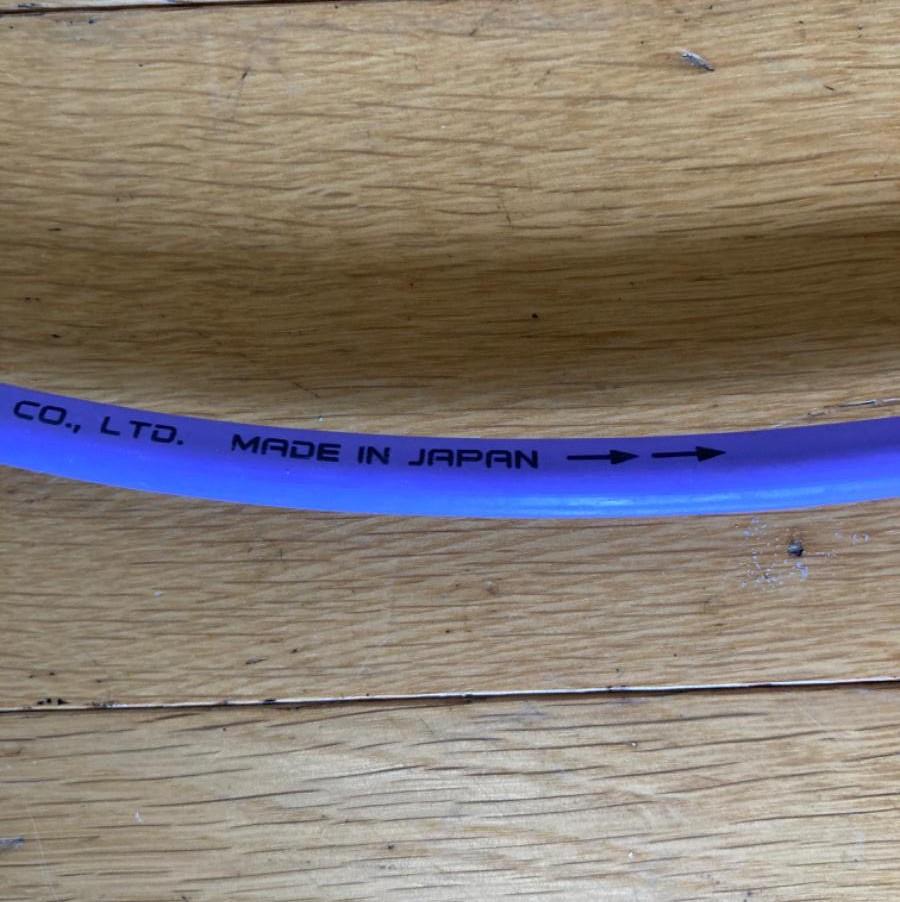 CO., LTD. MADE IN JAPAN → →